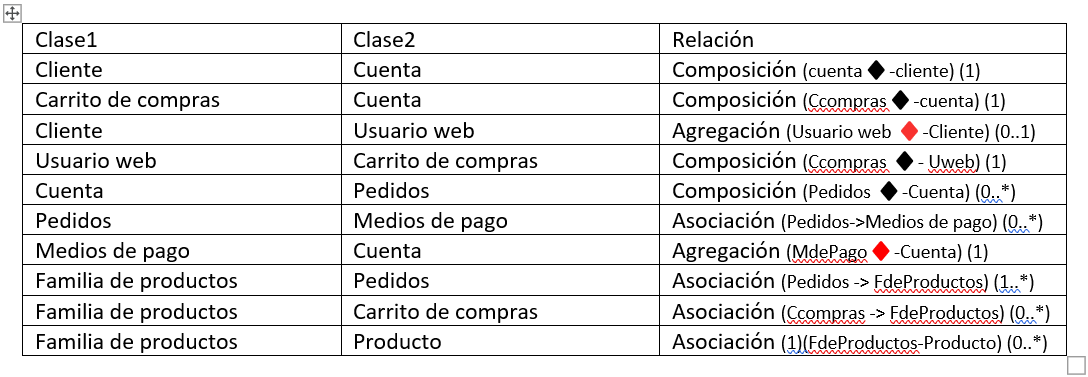 Clase1 Clase2 Relación
Cliente Cuenta Composición (cuenta ♦ -cliente) (1)
Carrito de compras Cuenta Composición (Ccompras ♦ -cuenta) (1)
Cliente Usuario web Agregación (Usuario web ♦ -Cliente) (0..1)
Usuario web Carrito de compras Composición (Ccompras ♦ - Uweb) (1)
Cuenta Pedidos Composición (Pedidos ♦ -Cuenta) (0..*)
Pedidos Medios de pago Asociación (Pedidos->Medios de pago) (0..*)
Medios de pago Cuenta Agregación (MdePago ♦ -Cuenta) (1)
Familia de productos Pedidos Asociación (Pedidos -> FdeProductos) (1..*)
Familia de productos Carrito de compras Asociación (Ccompras -> FdeProductos) (0..*)
Familia de productos Producto Asociación (1)(FdeProductos-Producto) (0..*)